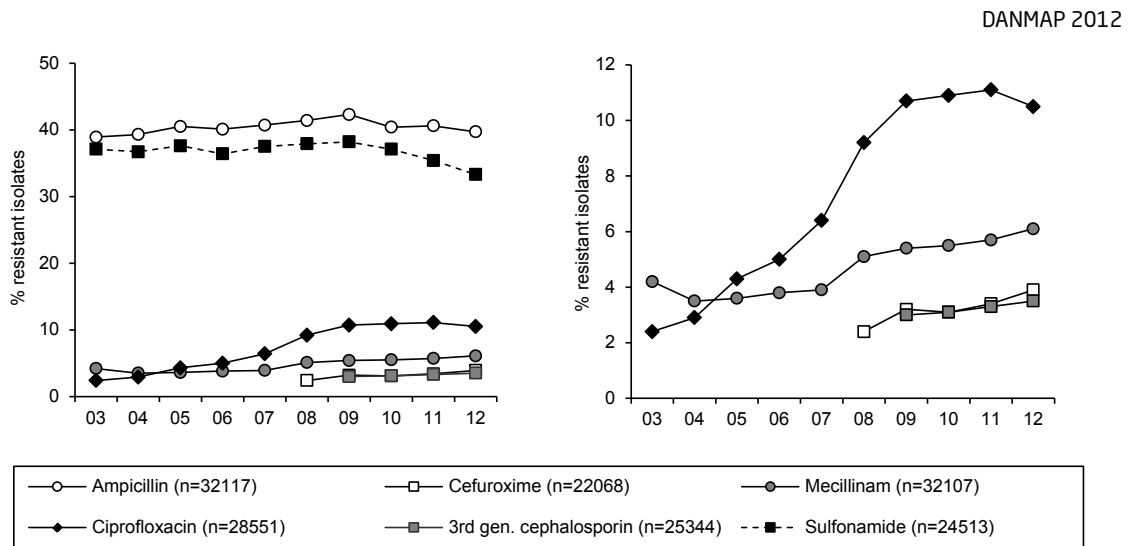 DANMAP 2012
% resistant isolates
50
40
30
20
10
0
03 04 05 06 07 08 09 10 11 12
% resistant isolates
12
10
8
6
4
2
0
03 04 05 06 07 08 09 10 11 12
Ampicillin (n=32117) Cefuroxime (n=22068) Mecillinam (n=32107)
Ciprofloxacin (n=28551) 3rd gen. cephalosporin (n=25344) Sulfonamide (n=24513)